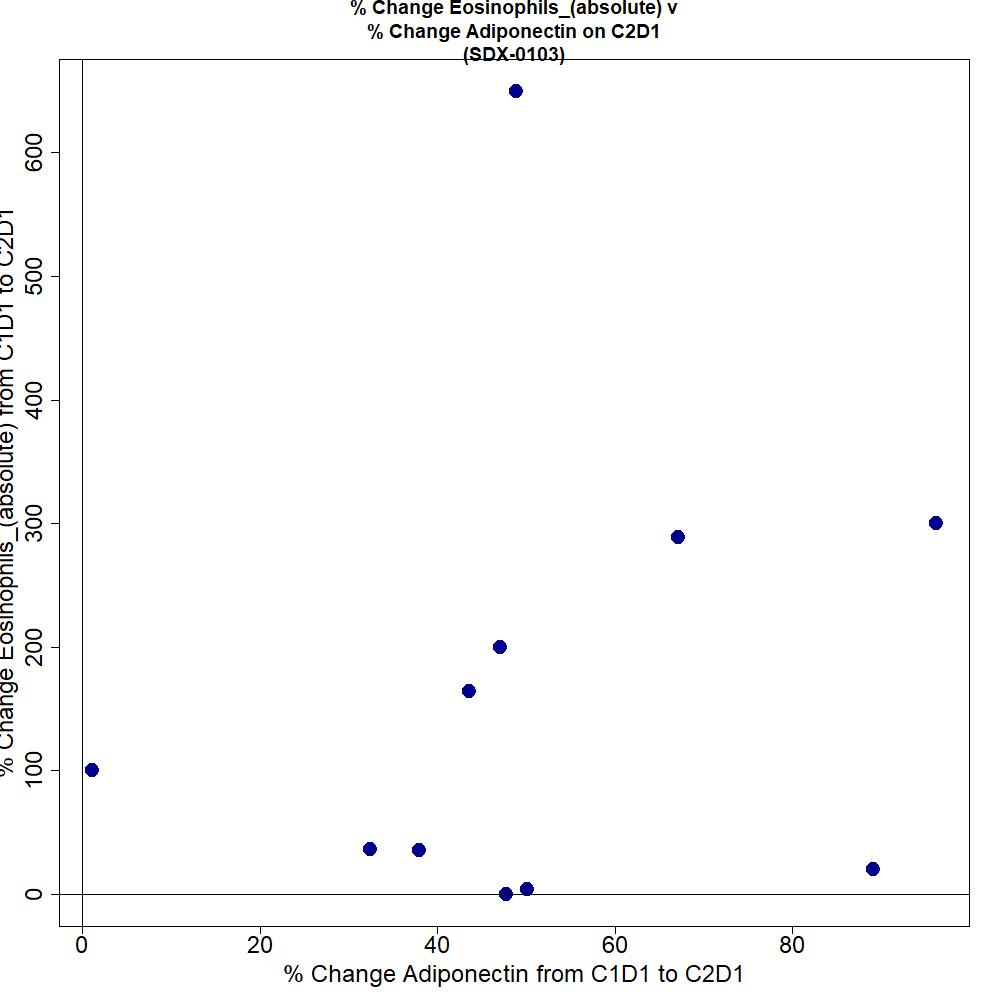 % Change Eosinophils_(absolute) v
% Change Adiponectin on C2D1
(SDX-0103)
% Change Eosinophils_(absolute) from C1D1 to C2D1
600
500
400
300
200
100
0
0 20 40 60 80
% Change Adiponectin from C1D1 to C2D1